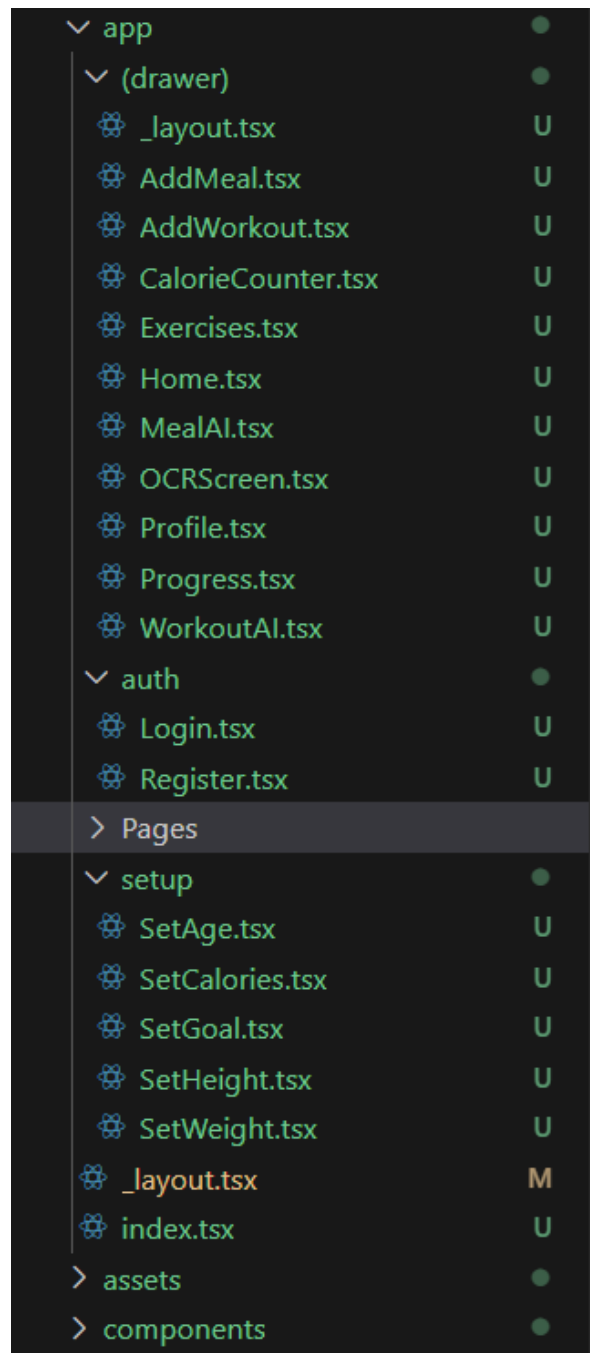 app
(drawer)
_layout.tsx U
AddMeal.tsx U
AddWorkout.tsx U
CalorieCounter.tsx U
Exercises.tsx U
Home.tsx U
MealAI.tsx U
OCRScreen.tsx U
Profile.tsx U
Progress.tsx U
WorkoutAI.tsx U
auth
Login.tsx U
Register.tsx U
Pages
setup
SetAge.tsx U
SetCalories.tsx U
SetGoal.tsx U
SetHeight.tsx U
SetWeight.tsx U
_layout.tsx M
index.tsx U
assets
components